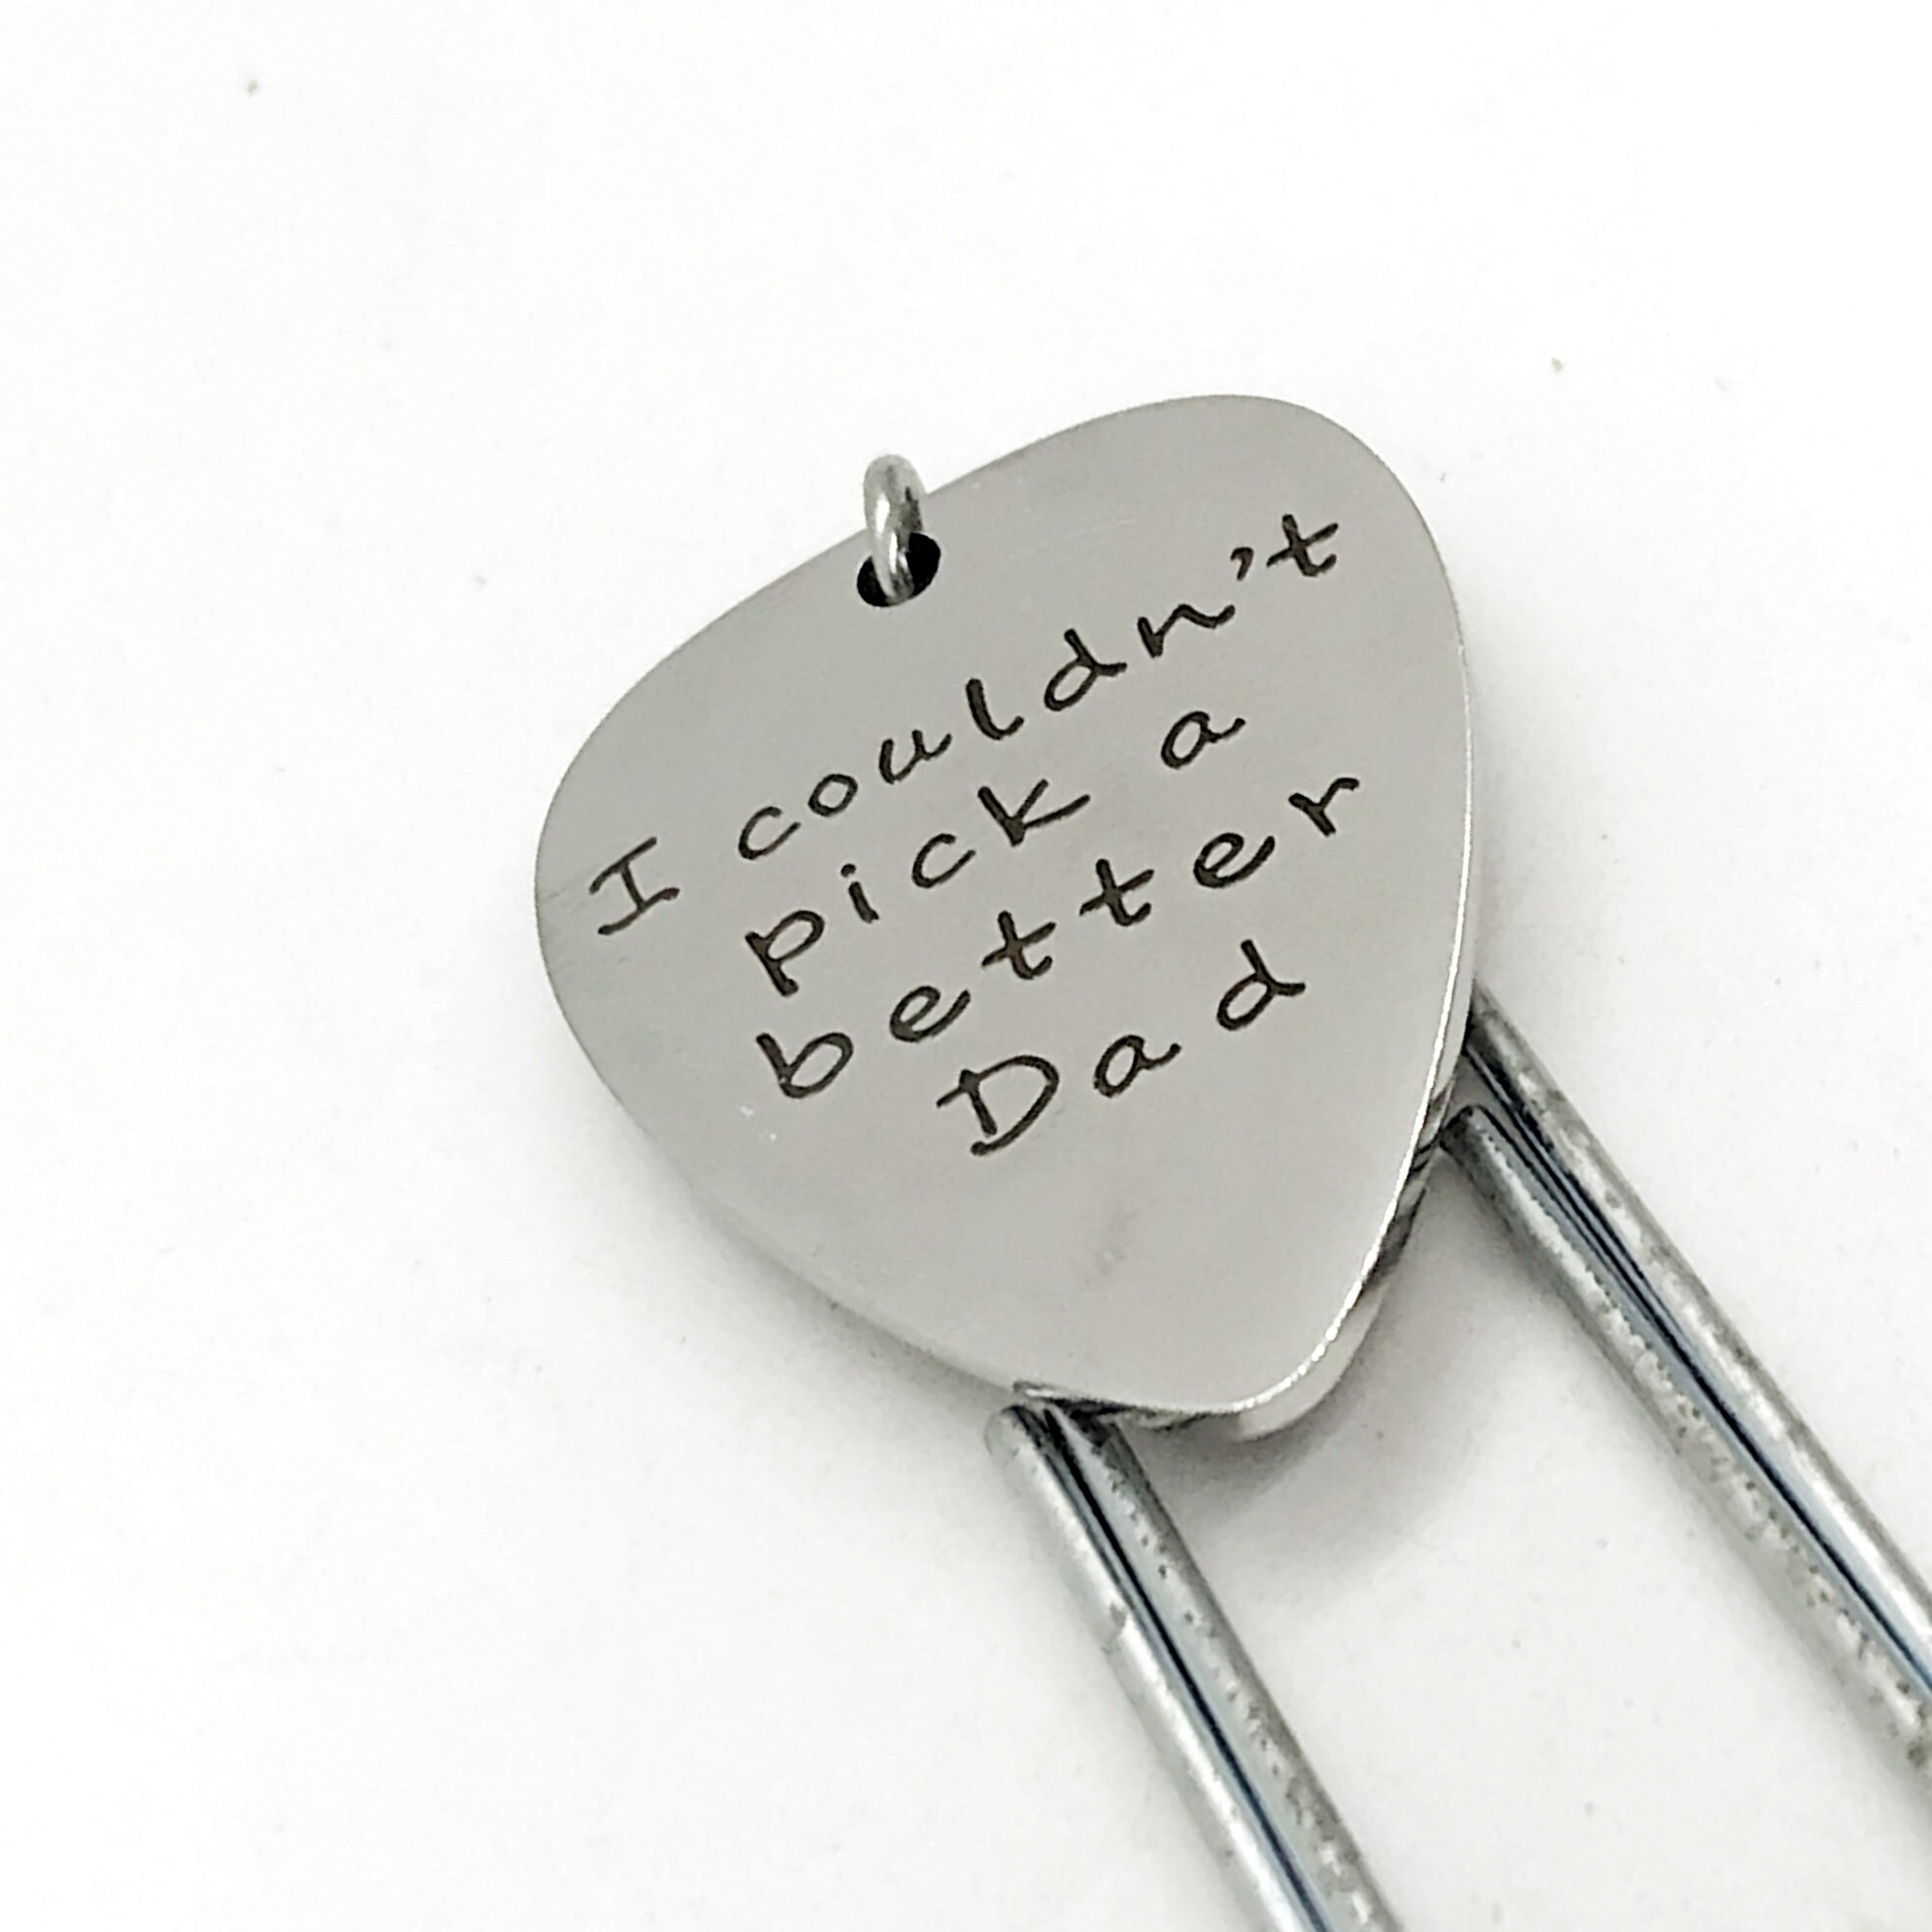 I couldn't
pick a
better
Dad